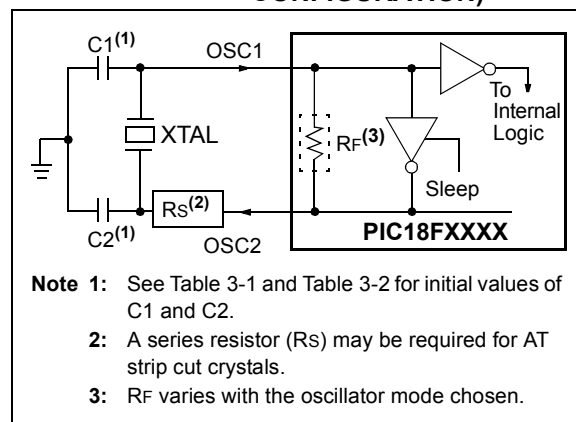 CONFIGURATION)
C1(1)
OSC1
To
Internal
Logic
XTAL
RF(3)
Sleep
RS(2)
C2(1)
OSC2
PIC18FXXXX
Note 1: See Table 3-1 and Table 3-2 for initial values of
C1 and C2.
2: A series resistor (RS) may be required for AT
strip cut crystals.
3: RF varies with the oscillator mode chosen.